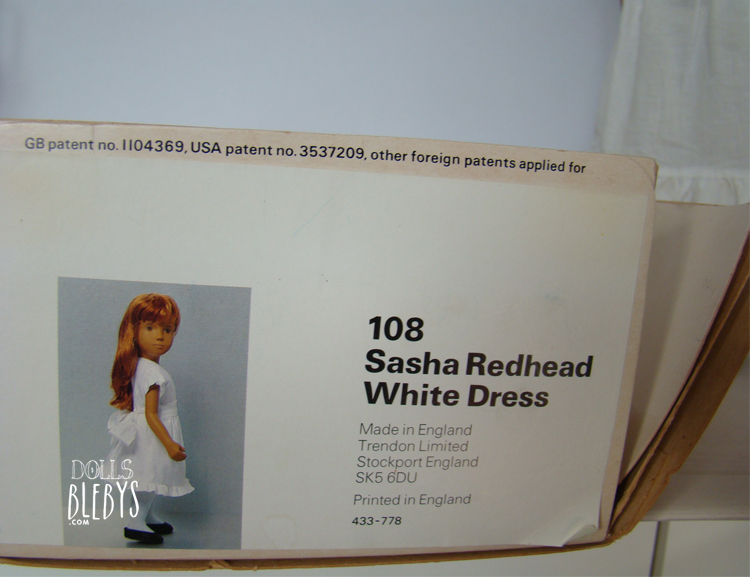 GB patent no. 1104369, USA patent no. 3537209, other foreign patents applied for
108
Sasha Redhead
White Dress
Made in England
Trendon Limited
Stockport England
SK5 6DU
Printed in England
433-778
DOLLS
BLEBYS
.COM